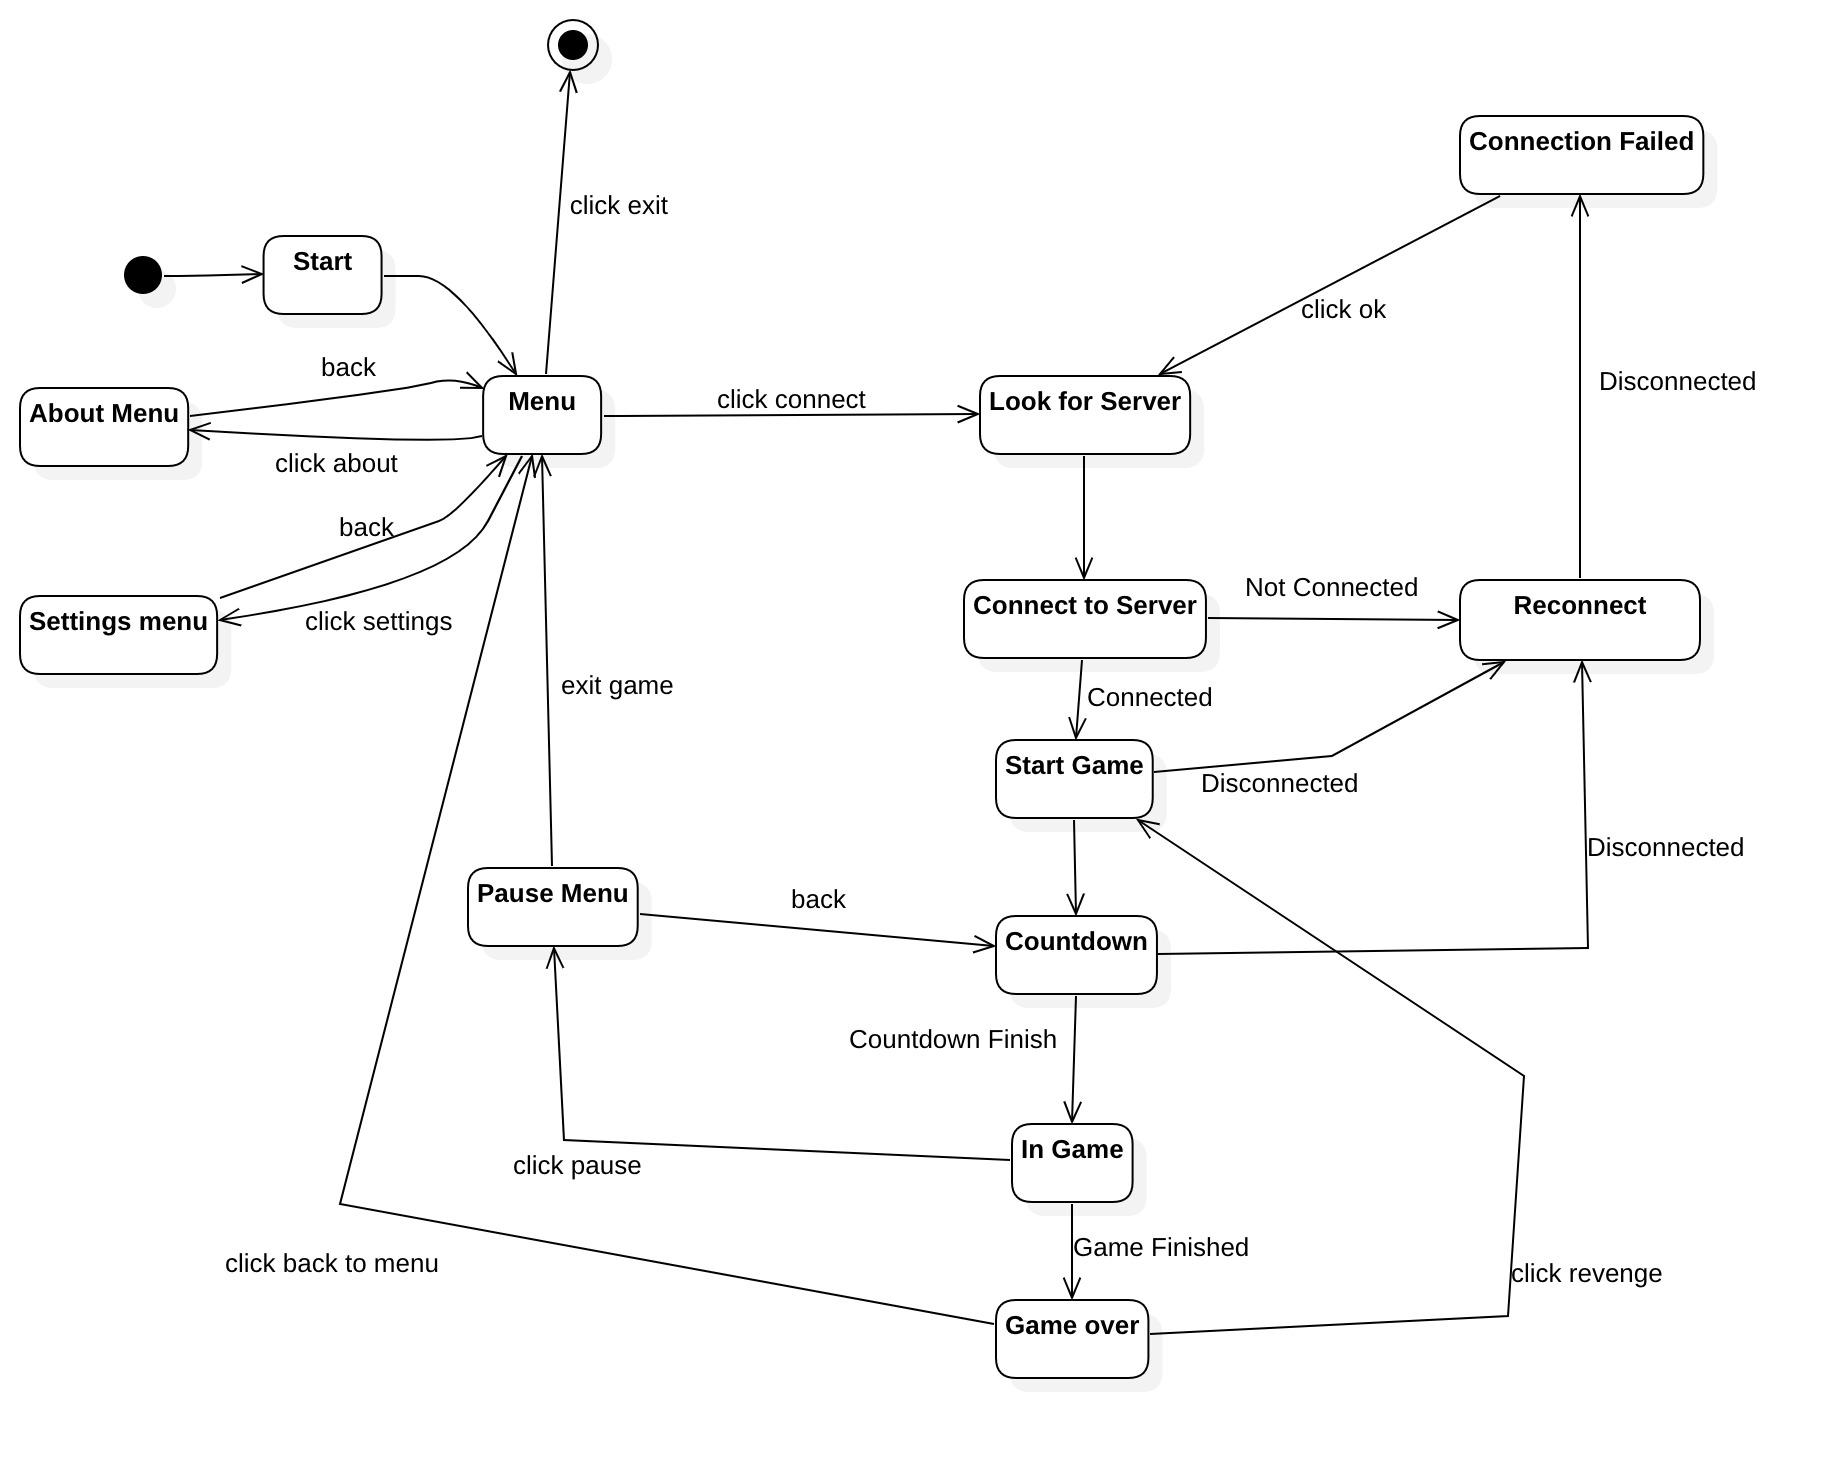 Connection Failed
click exit
Start
click ok
back
Disconnected
About Menu
Menu
click connect
Look for Server
click about
back
Settings menu
click settings
Connect to Server
Not Connected
Reconnect
exit game
Connected
Start Game
Disconnected
Disconnected
Pause Menu
back
Countdown
Countdown Finish
In Game
click pause
Game Finished
click back to menu
click revenge
Game over